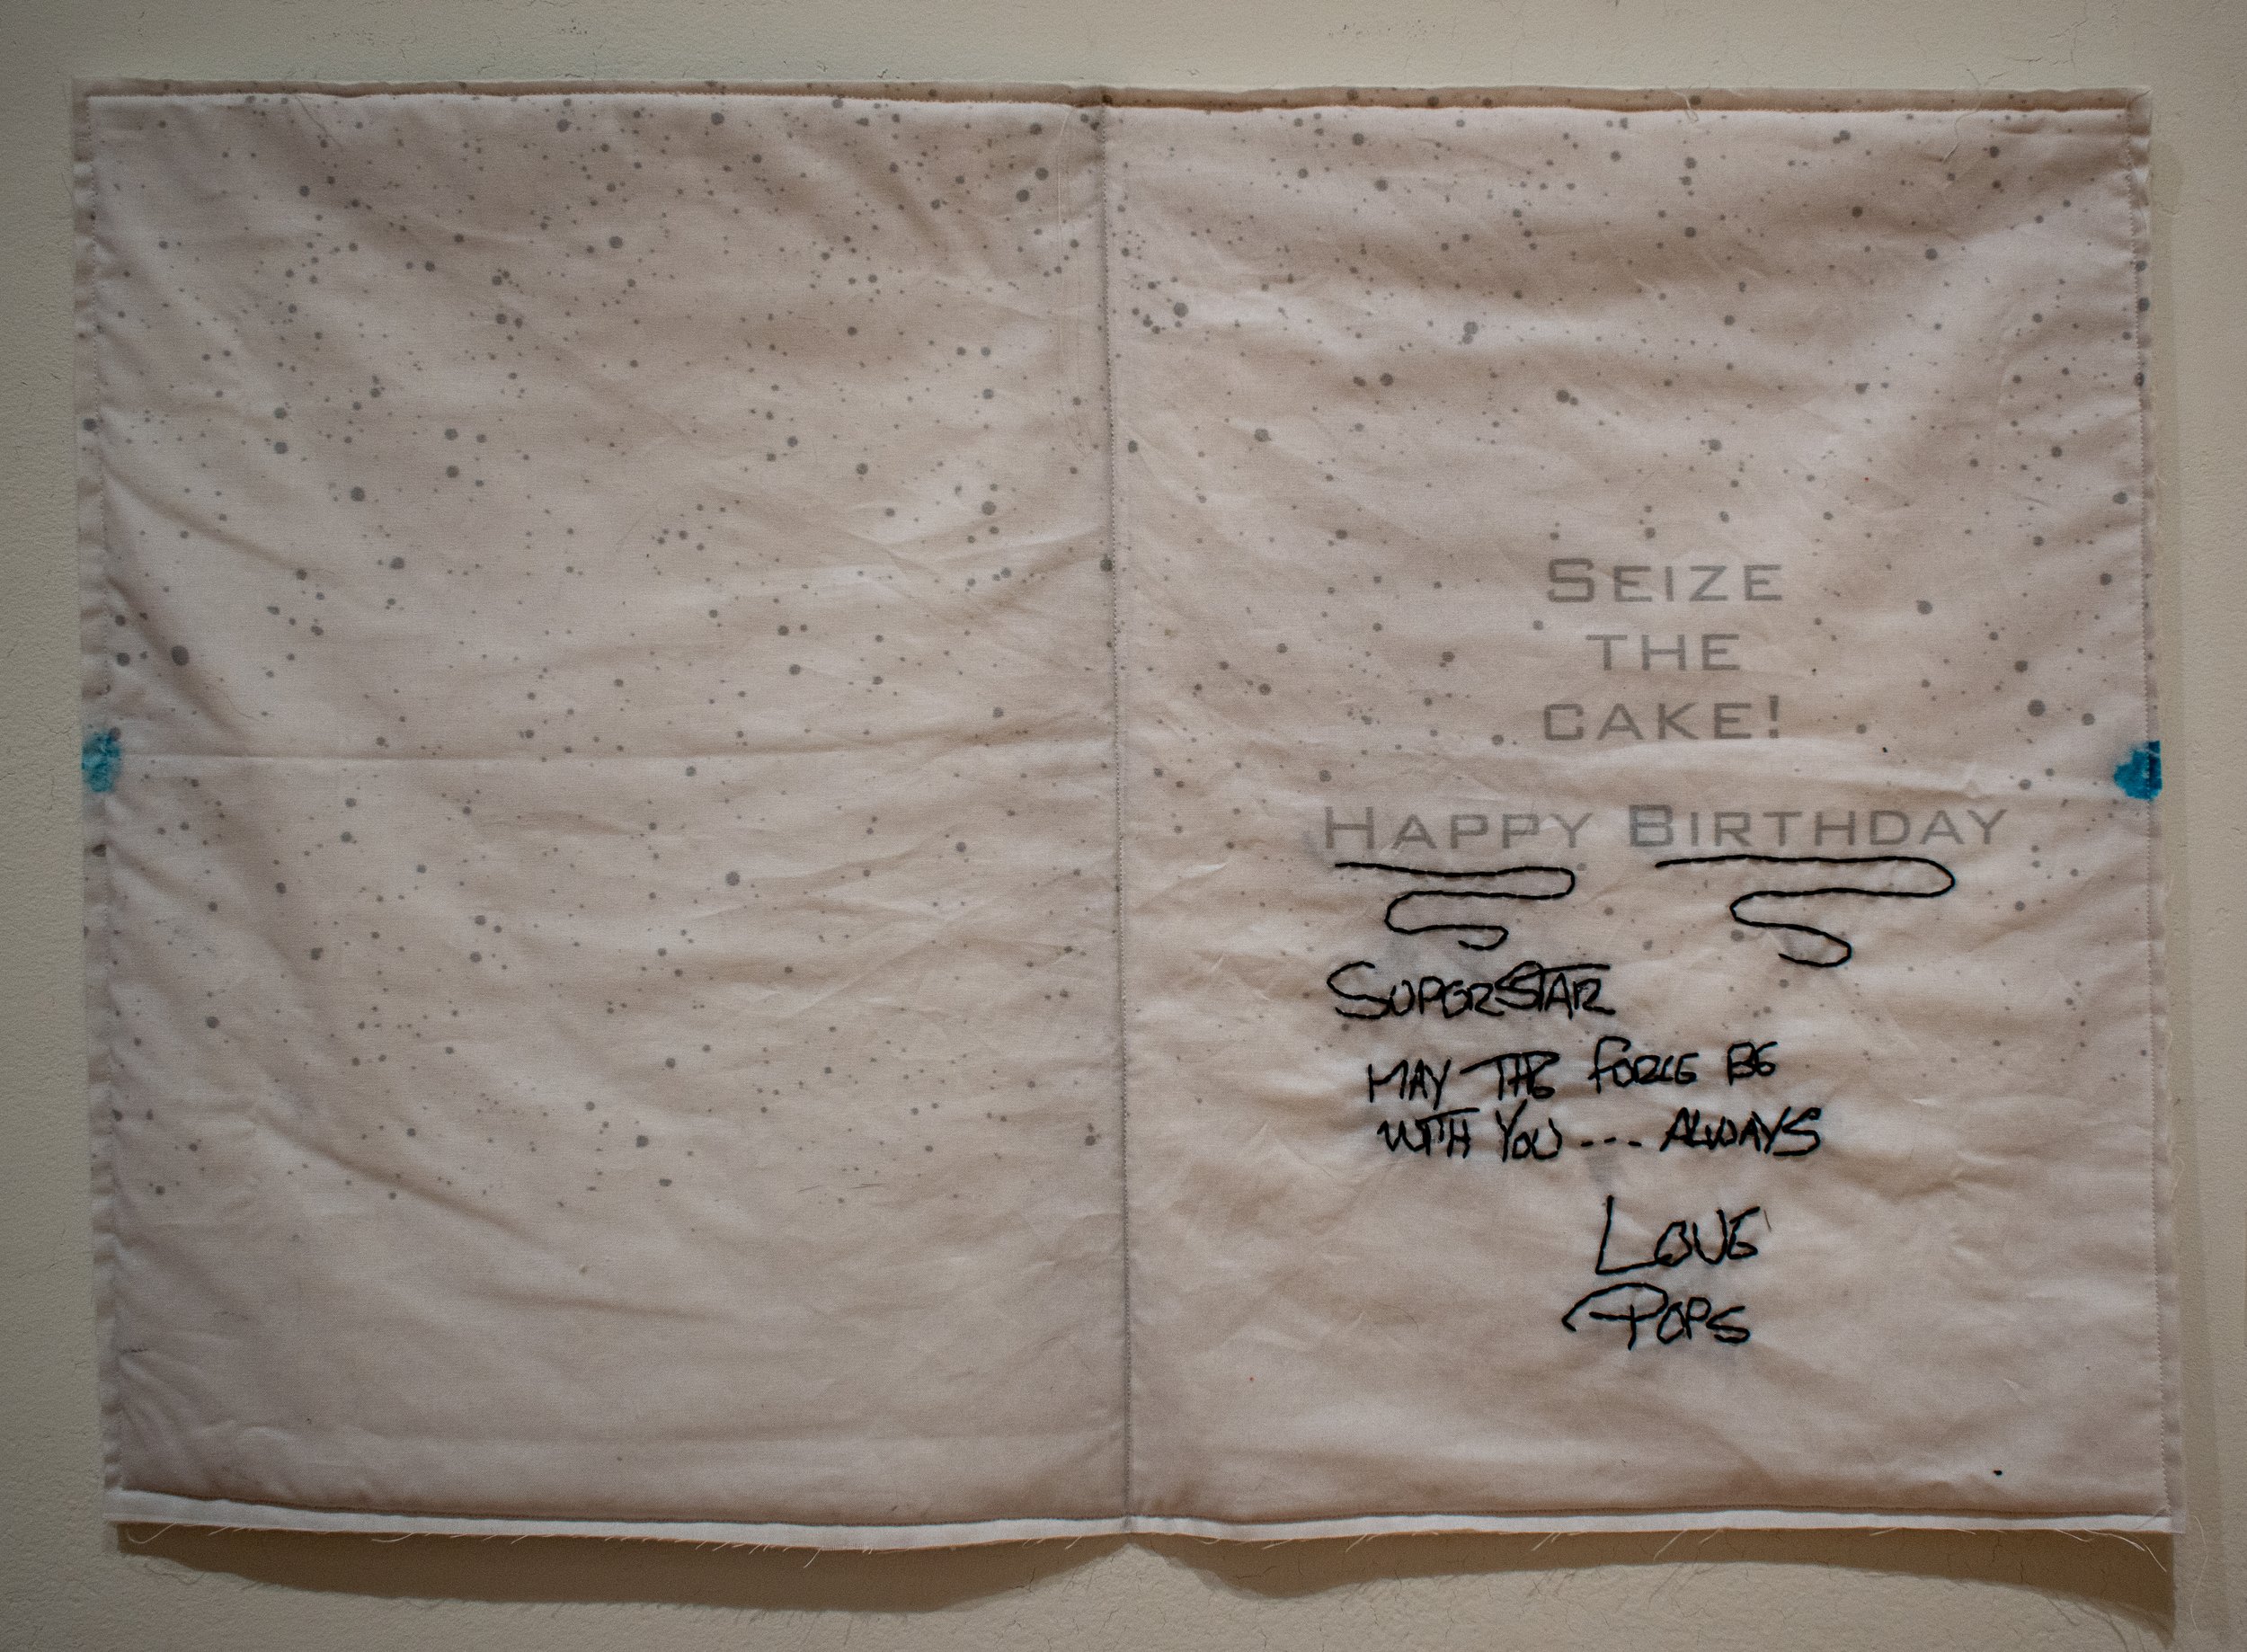 SEIZE
THE
CAKE!
HAPPY BIRTHDAY
SUPERSTAR
MAY THE FORCE BE
WITH YOU ---- ALWAYS
LOVE
POPS